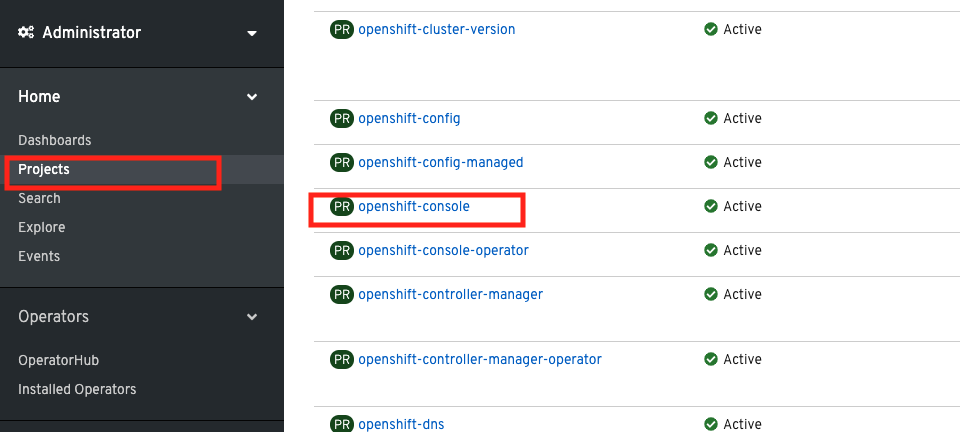 Administrator
Home
Dashboards
Projects
Search
Explore
Events
Operators
OperatorHub
Installed Operators
PR openshift-cluster-version Active
PR openshift-config Active
PR openshift-config-managed Active
PR openshift-console Active
PR openshift-console-operator Active
PR openshift-controller-manager Active
PR openshift-controller-manager-operator Active
PR openshift-dns Active